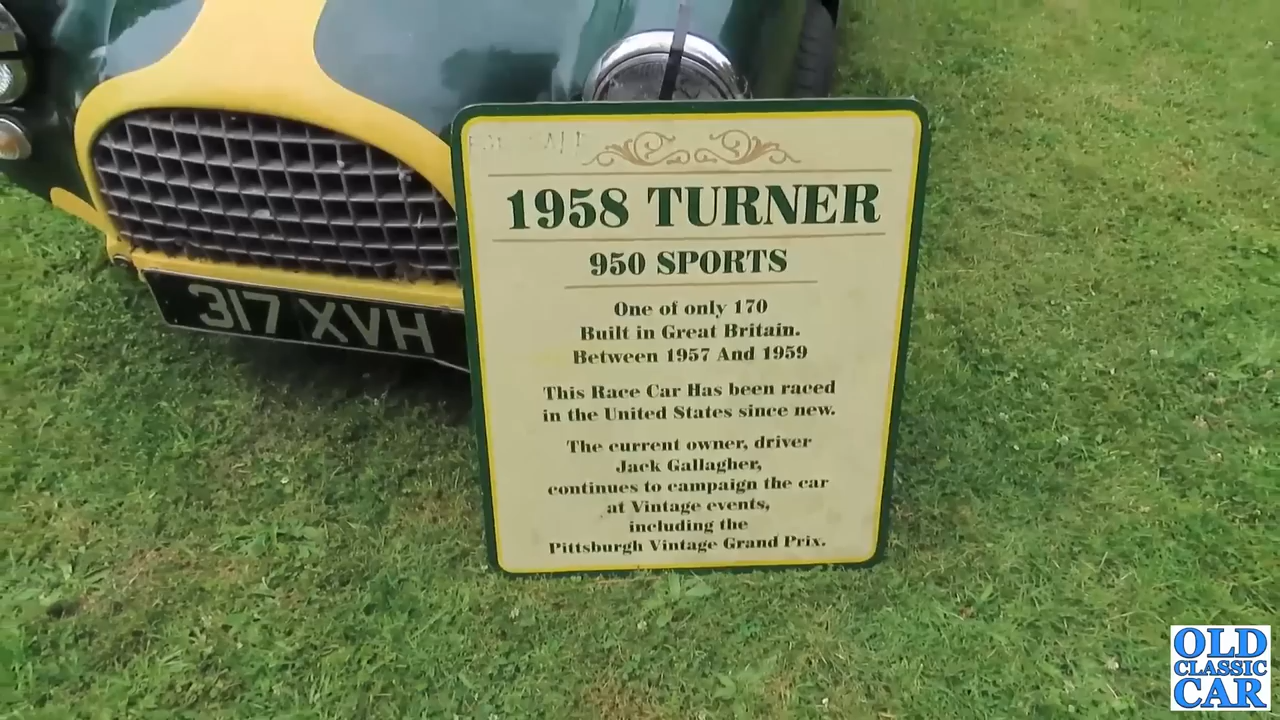 FOR SALE
1958 TURNER
950 SPORTS
One of only 170
Built in Great Britain.
Between 1957 And 1959
This Race Car Has been raced
in the United States since new.
The current owner, driver
Jack Gallagher,
continues to campaign the car
at Vintage events,
including the
Pittsburgh Vintage Grand Prix.
317 XVH
OLD
CLASSIC
CAR